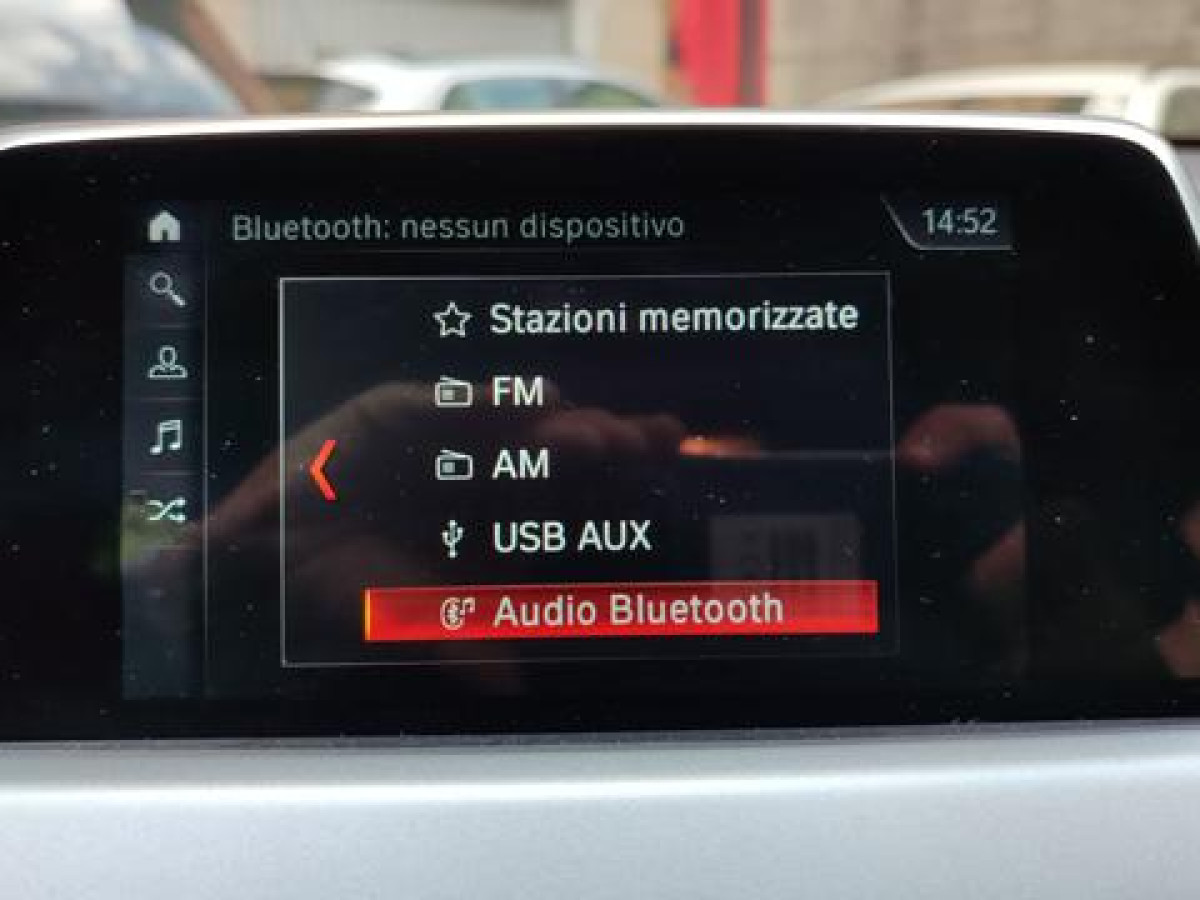 Bluetooth: nessun dispositivo
14:52
Stazioni memorizzate
FM
AM
USB AUX
Audio Bluetooth